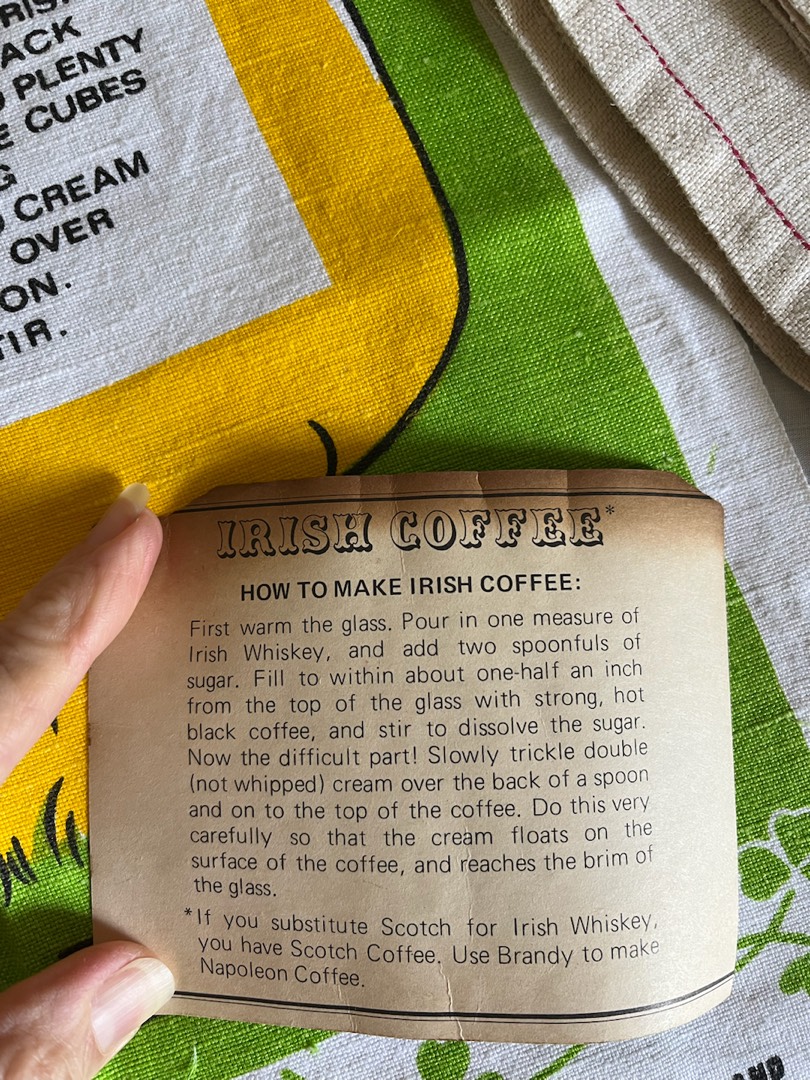 ACK
PLENTY
CUBES
CREAM
OVER
ON.
TIR.
IRISH COFFEE*
HOW TO MAKE IRISH COFFEE:
First warm the glass. Pour in one measure of
Irish Whiskey, and add two spoonfuls of
sugar. Fill to within about one-half an inch
from the top of the glass with strong, hot
black coffee, and stir to dissolve the sugar.
Now the difficult part! Slowly trickle double
(not whipped) cream over the back of a spoon
and on to the top of the coffee. Do this very
carefully so that the cream floats on the
surface of the coffee, and reaches the brim of
the glass.
*If you substitute Scotch for Irish Whiskey,
you have Scotch Coffee. Use Brandy to make
Napoleon Coffee.
AND